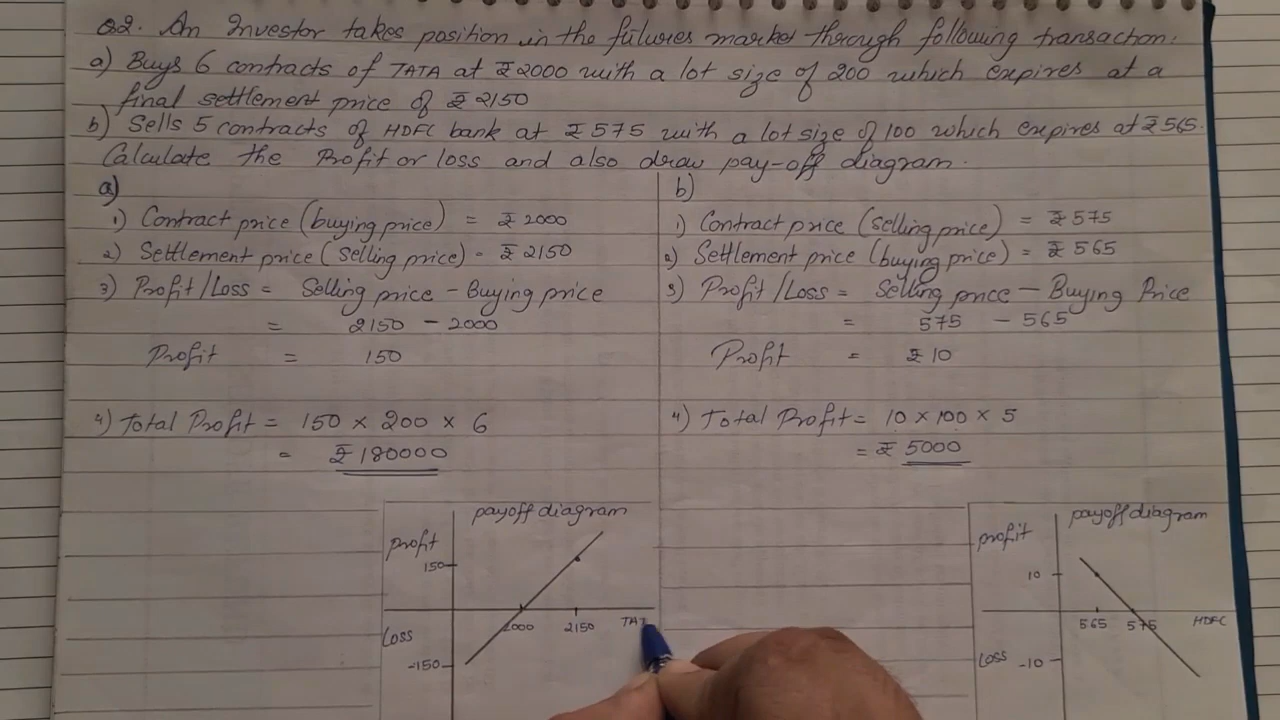 Q2. An Investor takes position in the futures market through following transaction:
a) Buys 6 contracts of TATA at ₹2000 with a lot size of 200 which expires at a
final settlement price of ₹2150
b) Sells 5 contracts of HDFC bank at ₹575 with a lot size of 100 which expires at ₹565.
Calculate the Profit or loss and also draw pay-off diagram.
a)
1) Contract price (buying price) = ₹2000
2) Settlement price (Selling price) - ₹2150
3) Profit/Loss = Selling price - Buying price
= 2150 - 2000
Profit = 150
4) Total Profit = 150 × 200 × 6
= ₹180000
payoff diagram
profit
150
2000 2150 TAT
Loss
-150
b)
1) Contract price (selling price) = ₹575
2) Settlement price (buying price) = ₹565
3) Profit/Loss = Selling price - Buying Price
= 575 - 565
Profit = ₹10
4) Total Profit = 10 × 100 × 5
= ₹5000
payoff diagram
profit
10
565 575 HDFC
Loss -10